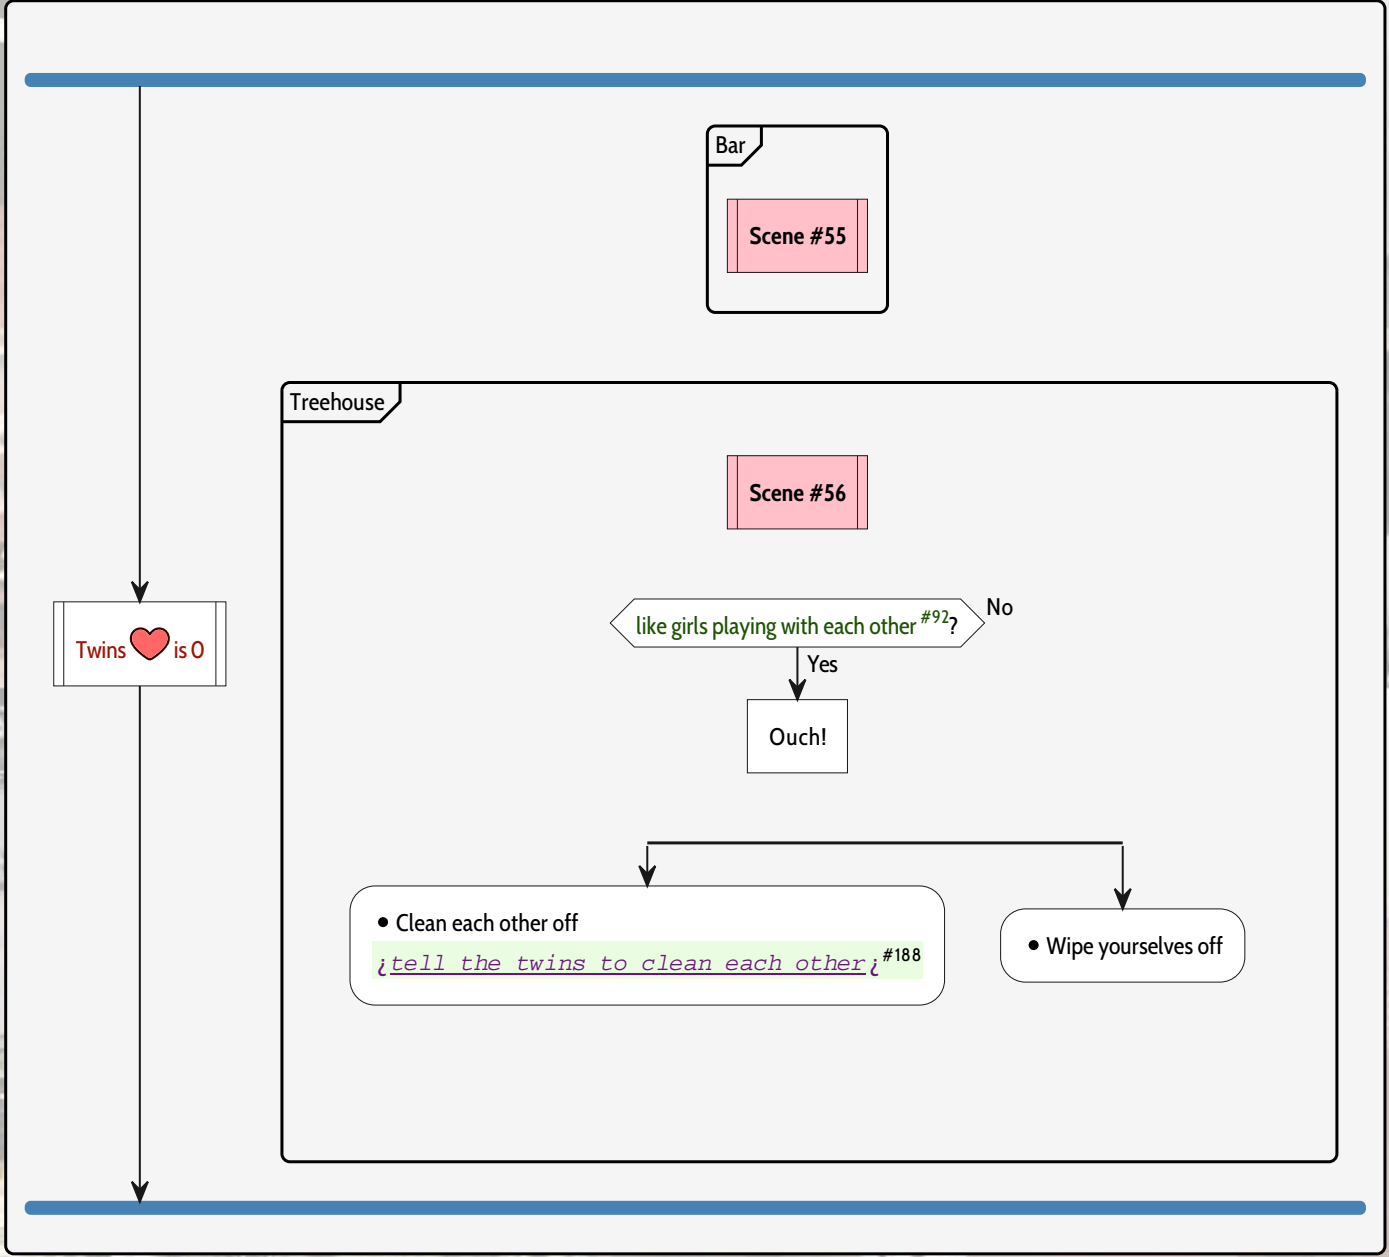 Bar
Scene #55
Treehouse
Scene #56
like girls playing with each other #92?
No
Yes
Twins is 0
Ouch!
• Clean each other off
¿tell the twins to clean each other¿#188
• Wipe yourselves off